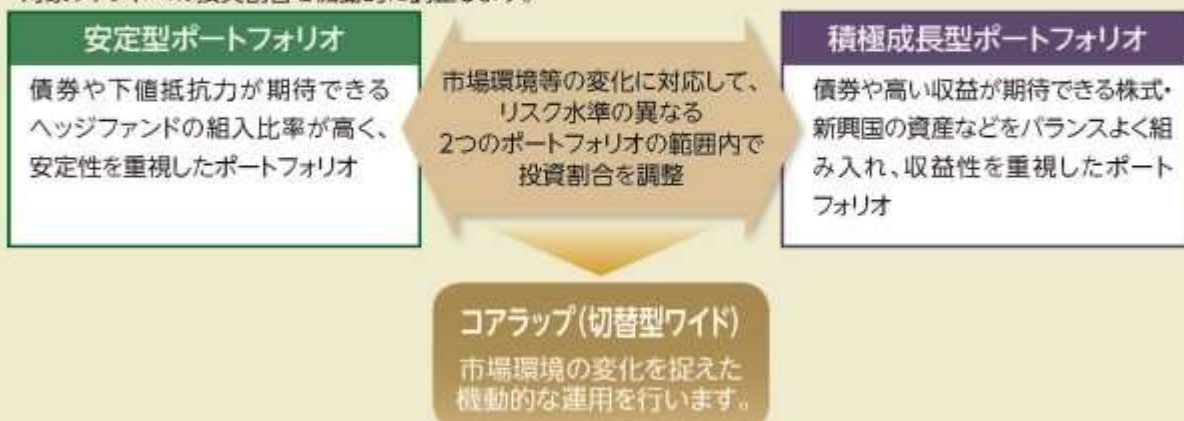 安定型ポートフォリオ
債券や下値抵抗力が期待できる
ヘッジファンドの組入比率が高く、
安定性を重視したポートフォリオ
市場環境等の変化に対応して、
リスク水準の異なる
2つのポートフォリオの範囲内で
投資割合を調整
積極成長型ポートフォリオ
債券や高い収益が期待できる株式・
新興国の資産などをバランスよく組
み入れ、収益性を重視したポート
フォリオ
コアラップ(切替型ワイド)
市場環境の変化を捉えた
機動的な運用を行います。